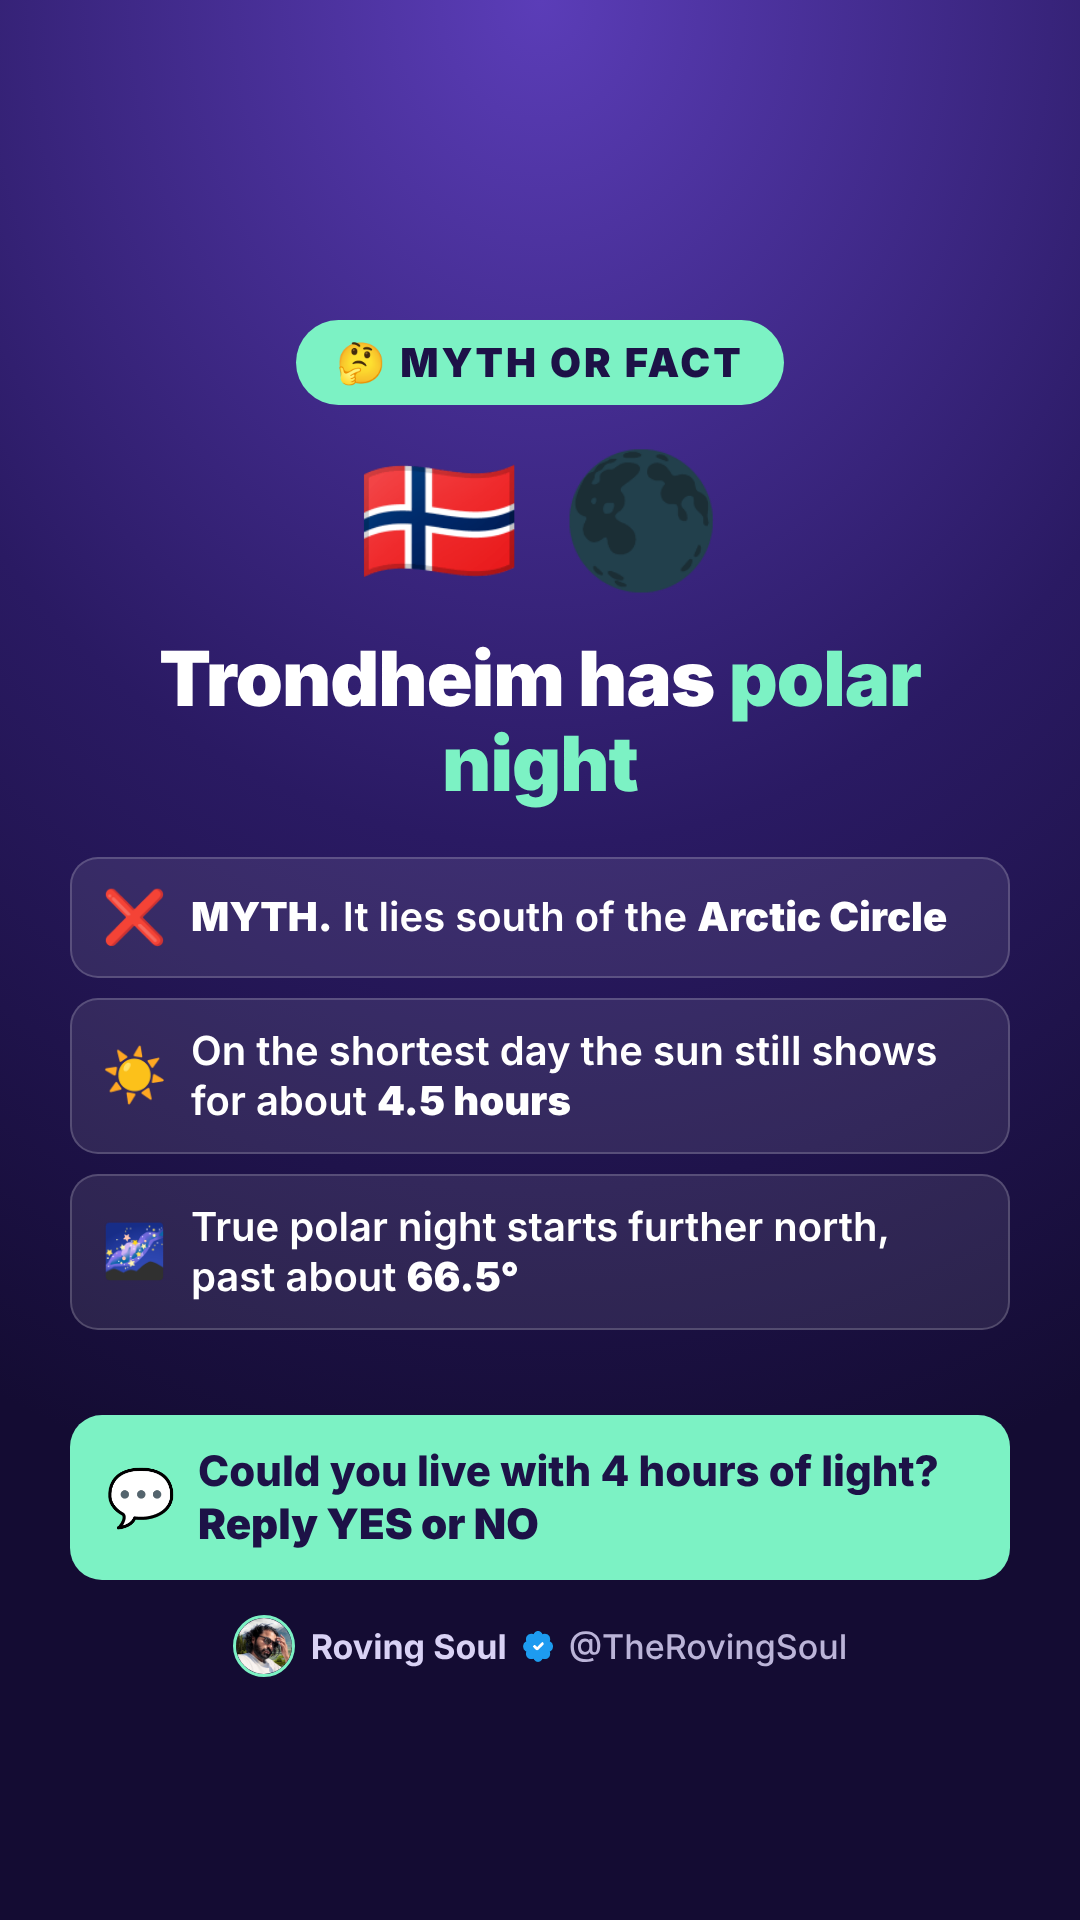 🤔 MYTH OR FACT
Trondheim has polar
night
MYTH. It lies south of the Arctic Circle
On the shortest day the sun still shows
for about 4.5 hours
True polar night starts further north,
past about 66.5°
Could you live with 4 hours of light?
Reply YES or NO
Roving Soul @TheRovingSoul